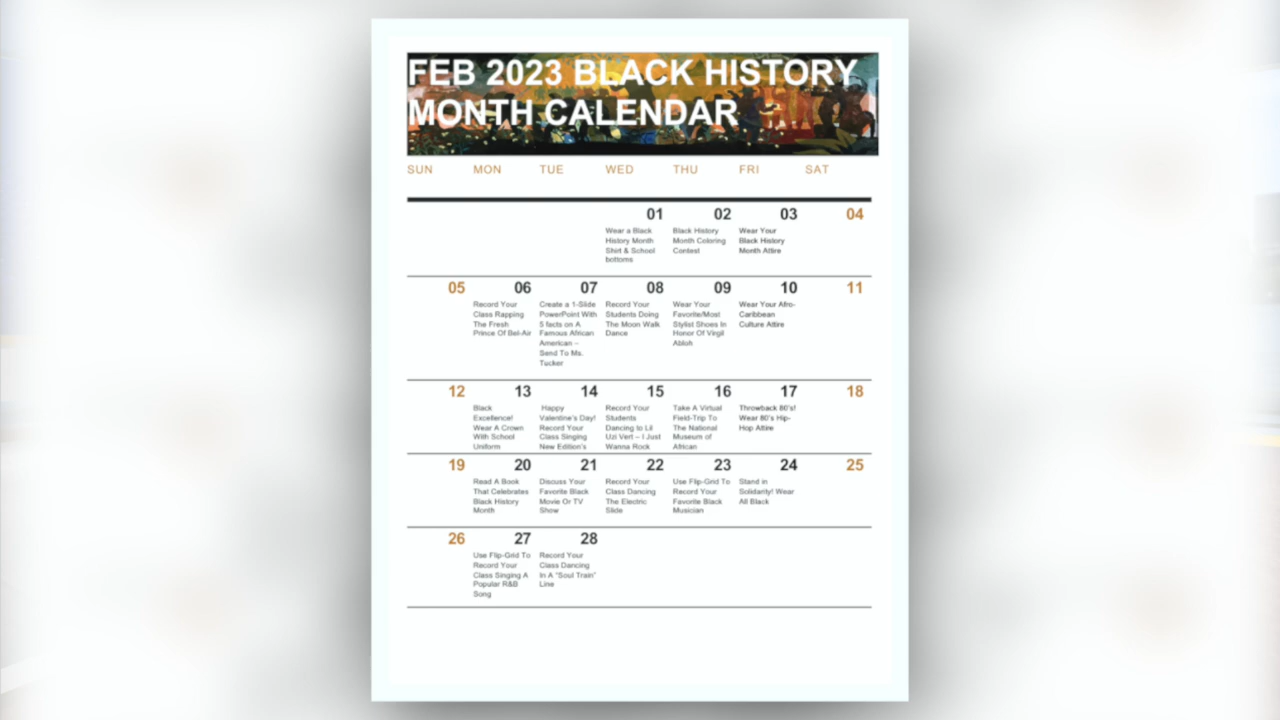 FEB 2023 BLACK HISTORY
MONTH CALENDAR
SUN MON TUE WED THU FRI SAT
01 02 03 04
Wear a Black
History Month
Shirt & School
bottoms
Black History
Month Coloring
Contest
Wear Your
Black History
Month Attire
05 06 07 08 09 10 11
Record Your
Class Rapping
The Fresh
Prince Of Bel-Air
Create a 1-Slide
PowerPoint With
5 facts on A
Famous African
American –
Send To Ms.
Tucker
Record Your
Students Doing
The Moon Walk
Dance
Wear Your
Favorite/Most
Stylist Shoes In
Honor Of Virgil
Abloh
Wear Your Afro-
Caribbean
Culture Attire
12 13 14 15 16 17 18
Black
Excellence!
Wear A Crown
With School
Uniform
Happy
Valentine's Day!
Record Your
Class Singing
New Edition's
Record Your
Students
Dancing to Lil
Uzi Vert – I Just
Wanna Rock
Take A Virtual
Field-Trip To
The National
Museum of
African
Throwback 80's!
Wear 80's Hip-
Hop Attire
19 20 21 22 23 24 25
Read A Book
That Celebrates
Black History
Month
Discuss Your
Favorite Black
Movie Or TV
Show
Record Your
Class Dancing
The Electric
Slide
Use Flip-Grid To
Record Your
Favorite Black
Musician
Stand in
Solidarity! Wear
All Black
26 27 28
Use Flip-Grid To
Record Your
Class Singing A
Popular R&B
Song
Record Your
Class Dancing
In A "Soul Train"
Line